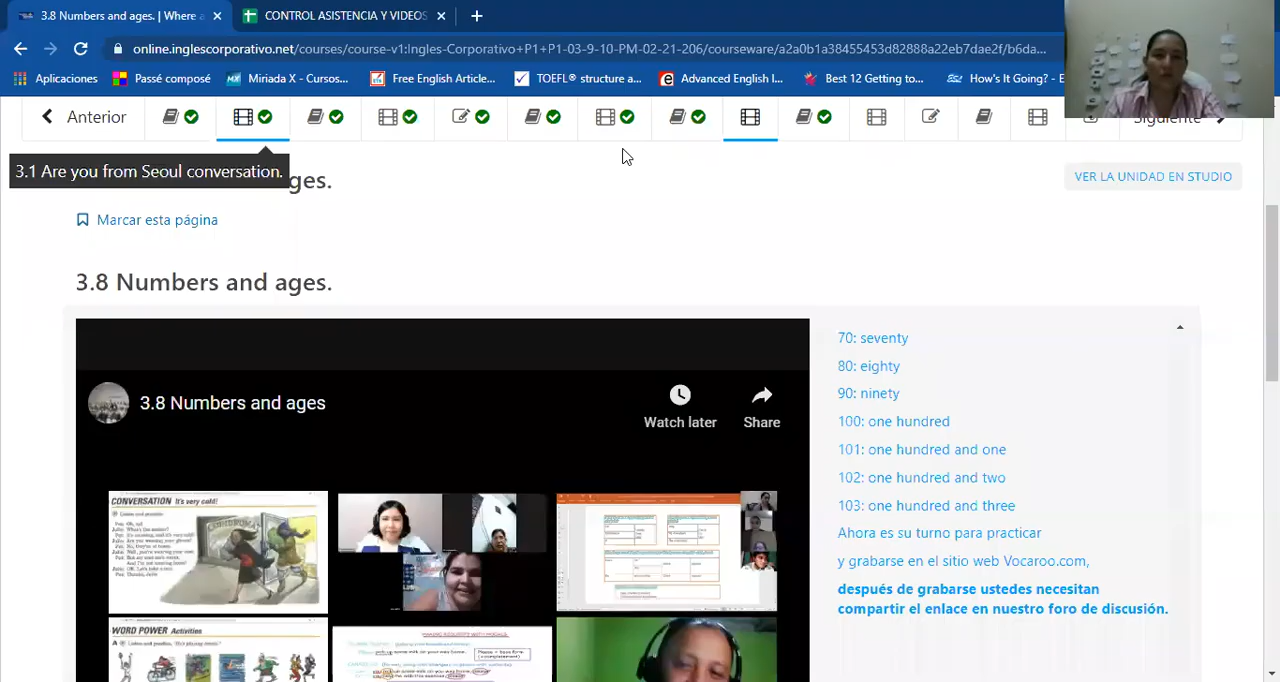 3.8 Numbers and ages. | Where a
CONTROL ASISTENCIA Y VIDEOS
online.inglescorporativo.net/courses/course-v1:Ingles-Corporativo+P1+P1-03-9-10-PM-02-21-206/courseware/a2a0b1a38455453d82888a22eb7dae2f/b6da...
Aplicaciones
Passé composé
Miriada X - Cursos...
Free English Article...
TOEFL® structure a...
Advanced English l...
Best 12 Getting to...
How's It Going? - E
Anterior
Siguiente
3.1 Are you from Seoul conversation.
ges.
VER LA UNIDAD EN STUDIO
Marcar esta página
3.8 Numbers and ages.
3.8 Numbers and ages
Watch later
Share
70: seventy
80: eighty
90: ninety
100: one hundred
101: one hundred and one
102: one hundred and two
103: one hundred and three
Ahora es su turno para practicar
y grabarse en el sitio web Vocaroo.com,
después de grabarse ustedes necesitan
compartir el enlace en nuestro foro de discusión.
CONVERSATION It's very cold!
WORD POWER Activities